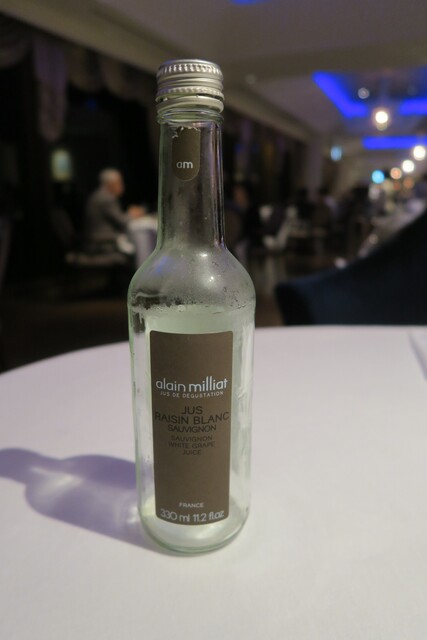 am
alain milliat
JUS DE DÉGUSTATION
JUS
RAISIN BLANC
SAUVIGNON
SAUVIGNON
WHITE GRAPE
JUICE
FRANCE
330 ml 11.2 fl.oz